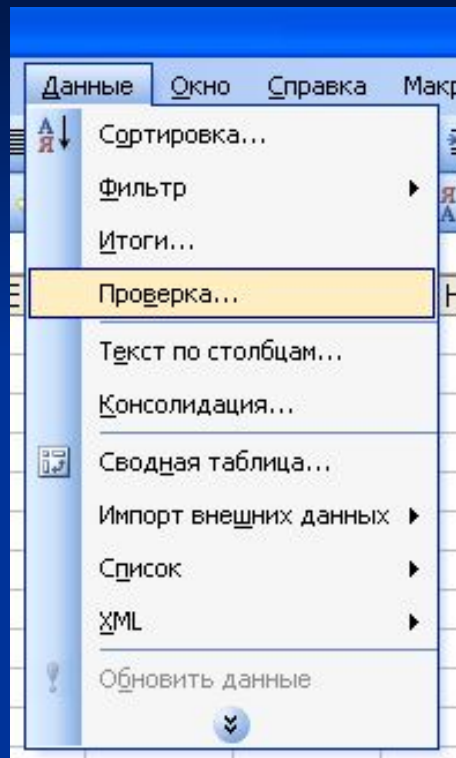 Данные Окно Справка Мак
Сортировка...
Фильтр
Итоги...
Проверка...
Текст по столбцам...
Консолидация...
Сводная таблица...
Импорт внешних данных
Список
XML
Обновить данные